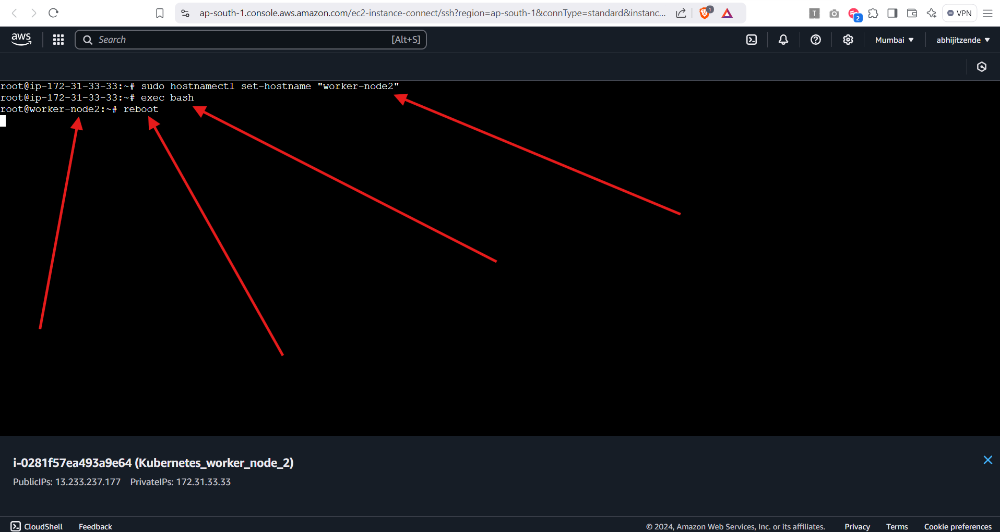 ap-south-1.console.aws.amazon.com/ec2-instance-connect/ssh?region=ap-south-1&connType=standard&instanc...
1
T
2
VPN
aws
Search
[Alt+S]
Mumbai
abhijitzende
root@ip-172-31-33-33:~# sudo hostnamectl set-hostname "worker-node2"
root@ip-172-31-33-33:~# exec bash
root@worker-node2:~# reboot
i-0281f57ea493a9e64 (Kubernetes_worker_node_2)
PublicIPs: 13.233.237.177 PrivateIPs: 172.31.33.33
CloudShell
Feedback
© 2024, Amazon Web Services, Inc. or its affiliates.
Privacy
Terms
Cookie preferences